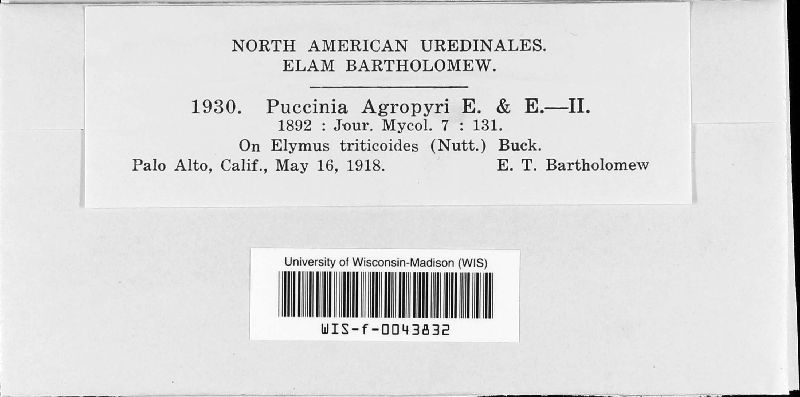 NORTH AMERICAN UREDINALES.
ELAM BARTHOLOMEW.
1930. Puccinia Agropyri E. & E.—II.
1892 : Jour. Mycol. 7 : 131.
On Elymus triticoides (Nutt.) Buck.
Palo Alto, Calif., May 16, 1918. E. T. Bartholomew
University of Wisconsin-Madison (WIS)
WIS-f-0043832